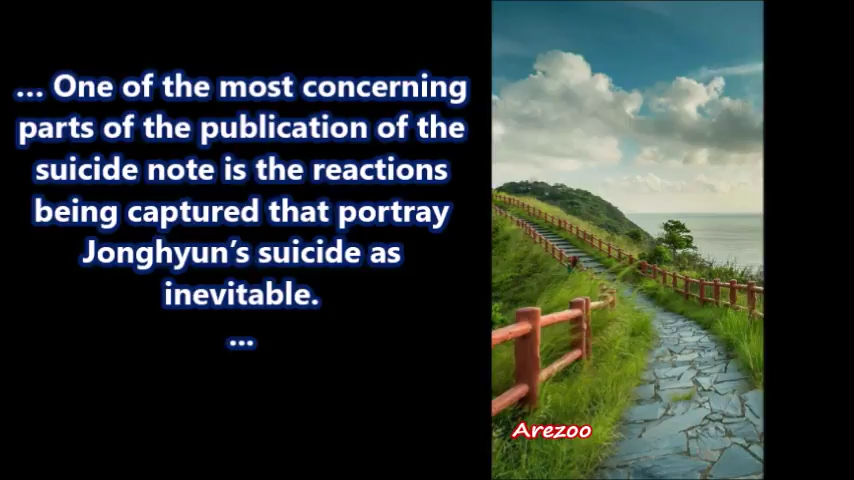 ... One of the most concerning
parts of the publication of the
suicide note is the reactions
being captured that portray
Jonghyun’s suicide as
inevitable.
...
Arezoo